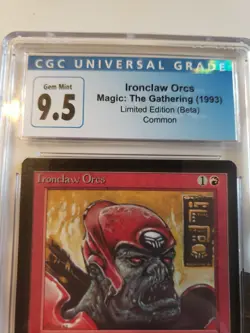 CGC UNIVERSAL GRADE
Gem Mint
9.5
Ironclaw Orcs
Magic: The Gathering (1993)
Limited Edition (Beta)
Common
Ironclaw Orcs
1